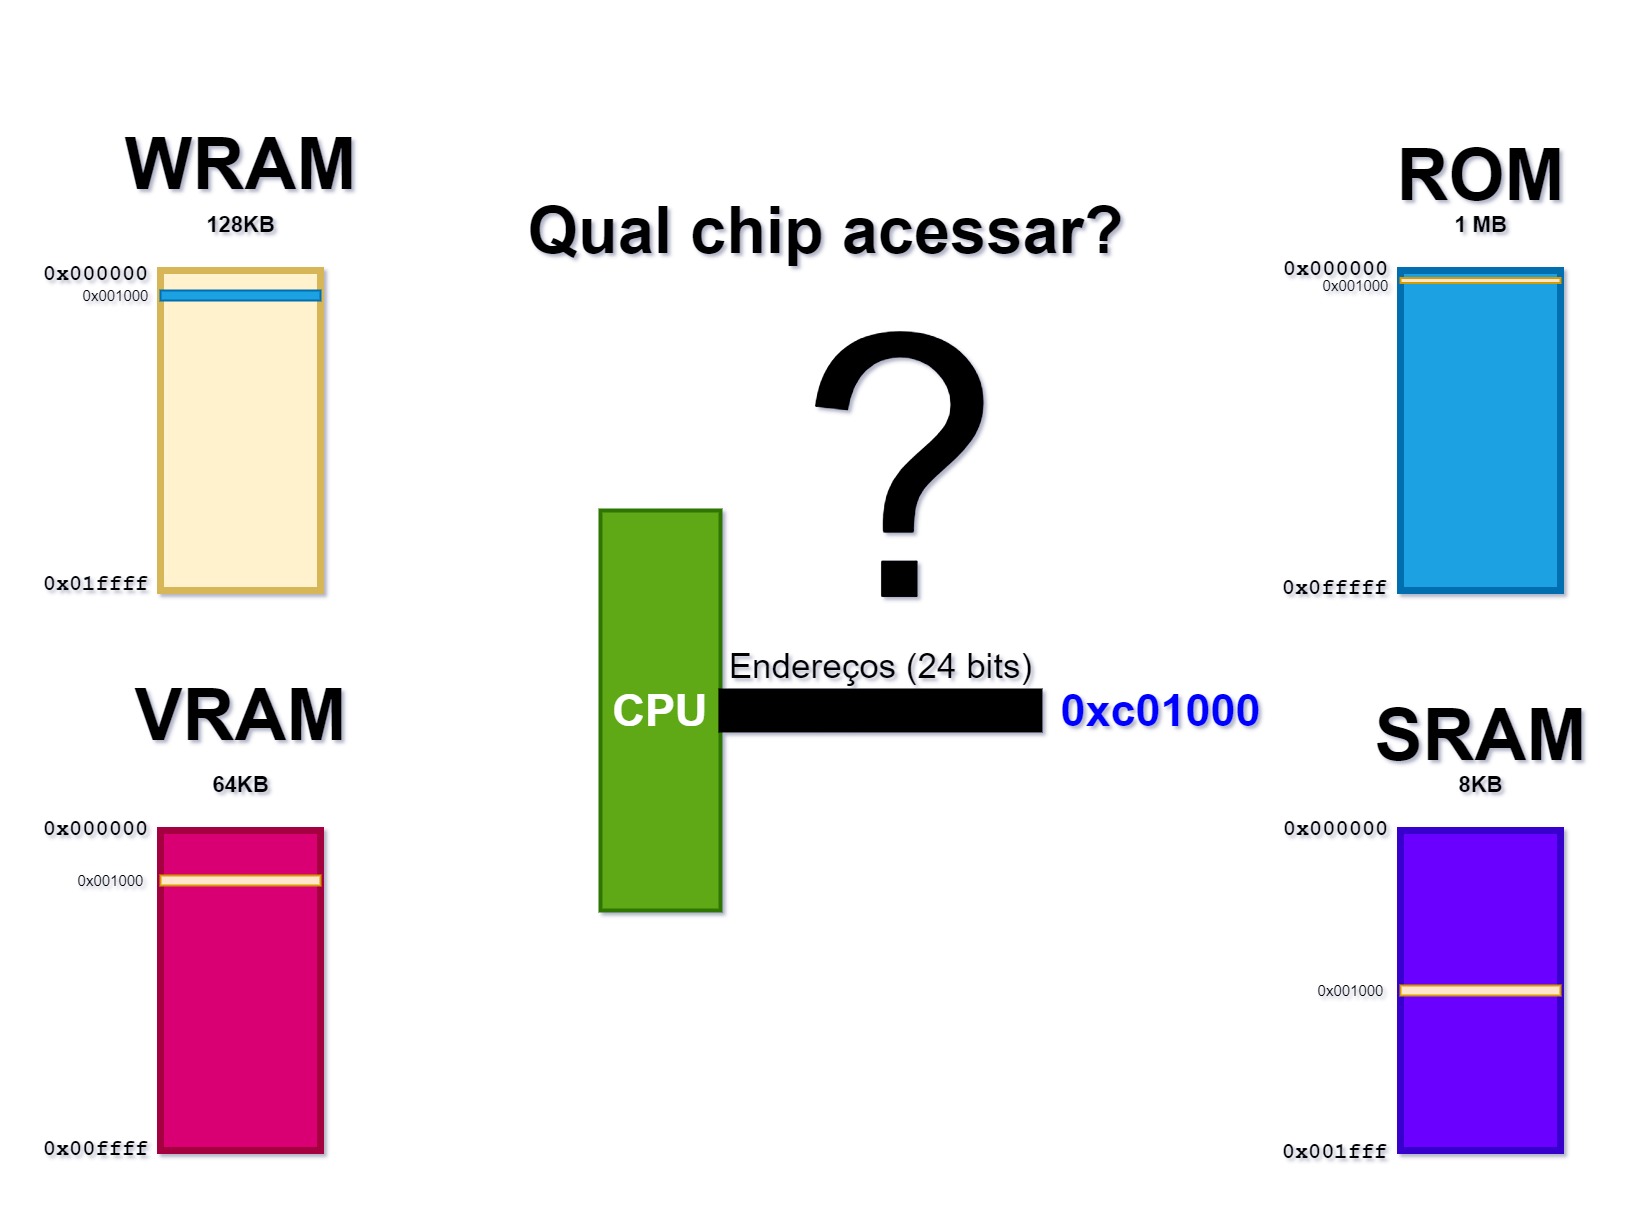 WRAM
128KB
0x000000
0x001000
0x01ffff
Qual chip acessar?
?
ROM
1 MB
0x000000
0x001000
0x0fffff
CPU
Endereços (24 bits)
0xc01000
VRAM
64KB
0x000000
0x001000
0x00ffff
SRAM
8KB
0x000000
0x001000
0x001fff